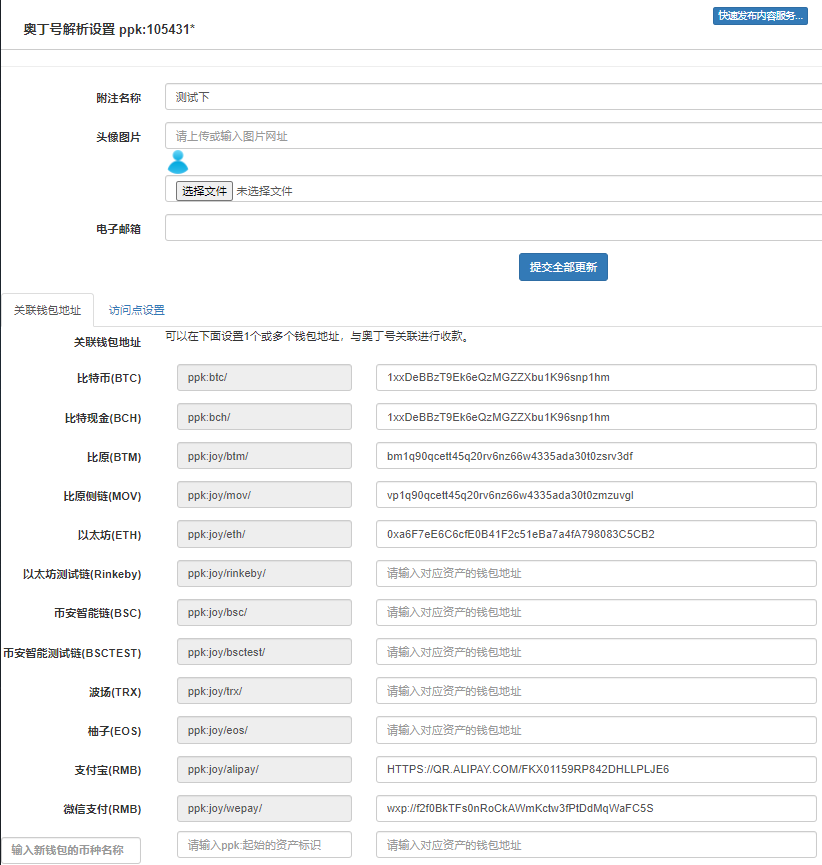 快速发布内容服务...
奥丁号解析设置 ppk:105431*
附注名称 测试下
头像图片 请上传或输入图片网址
选择文件 未选择文件
电子邮箱
提交全部更新
关联钱包地址 访问点设置
关联钱包地址 可以在下面设置1个或多个钱包地址，与奥丁号关联进行收款。
比特币(BTC) ppk:btc/ 1xxDeBBzT9Ek6eQzMGZZXbu1K96snp1hm
比特现金(BCH) ppk:bch/ 1xxDeBBzT9Ek6eQzMGZZXbu1K96snp1hm
比原(BTM) ppk:joy/btm/ bm1q90qcett45q20rv6nz66w4335ada30t0zsrv3df
比原侧链(MOV) ppk:joy/mov/ vp1q90qcett45q20rv6nz66w4335ada30t0zmzuvgl
以太坊(ETH) ppk:joy/eth/ 0xa6F7eE6C6cfE0B41F2c51eBa7a4fA798083C5CB2
以太坊测试链(Rinkeby) ppk:joy/rinkeby/ 请输入对应资产的钱包地址
币安智能链(BSC) ppk:joy/bsc/ 请输入对应资产的钱包地址
币安智能测试链(BSCTEST) ppk:joy/bsctest/ 请输入对应资产的钱包地址
波场(TRX) ppk:joy/trx/ 请输入对应资产的钱包地址
柚子(EOS) ppk:joy/eos/ 请输入对应资产的钱包地址
支付宝(RMB) ppk:joy/alipay/ HTTPS://QR.ALIPAY.COM/FKX01159RP842DHLLPLJE6
微信支付(RMB) ppk:joy/wepay/ wxp://f2f0BkTFs0nRoCkAWmKctw3fPtDdMqWaFC5S
输入新钱包的币种名称 请输入ppk:起始的资产标识 请输入对应资产的钱包地址